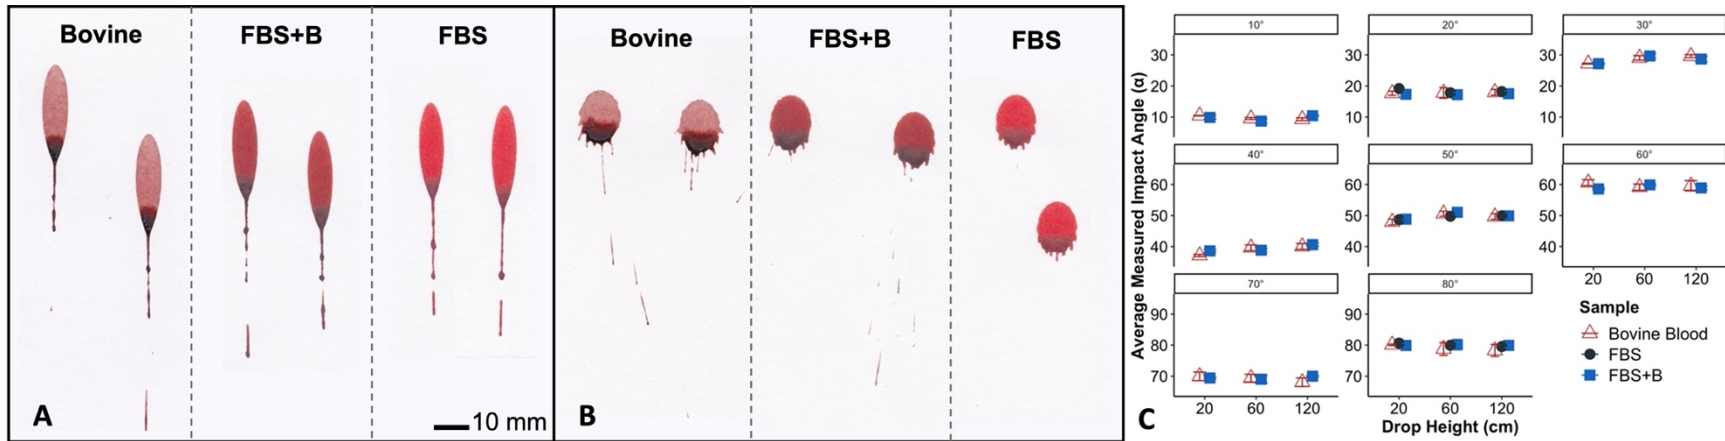 Bovine FBS+B FBS
A
10 mm
Bovine FBS+B FBS
B
Average Measured Impact Angle (α)
10° 20° 30°
30 30 30
20 20 20
10 10 10
40° 50° 60°
60 60 60
50 50 50
40 40 40
20 60 120
70° 80°
90 90
80 80
70 70
20 60 120 20 60 120
Drop Height (cm)
Sample
Bovine Blood
FBS
FBS+B
C